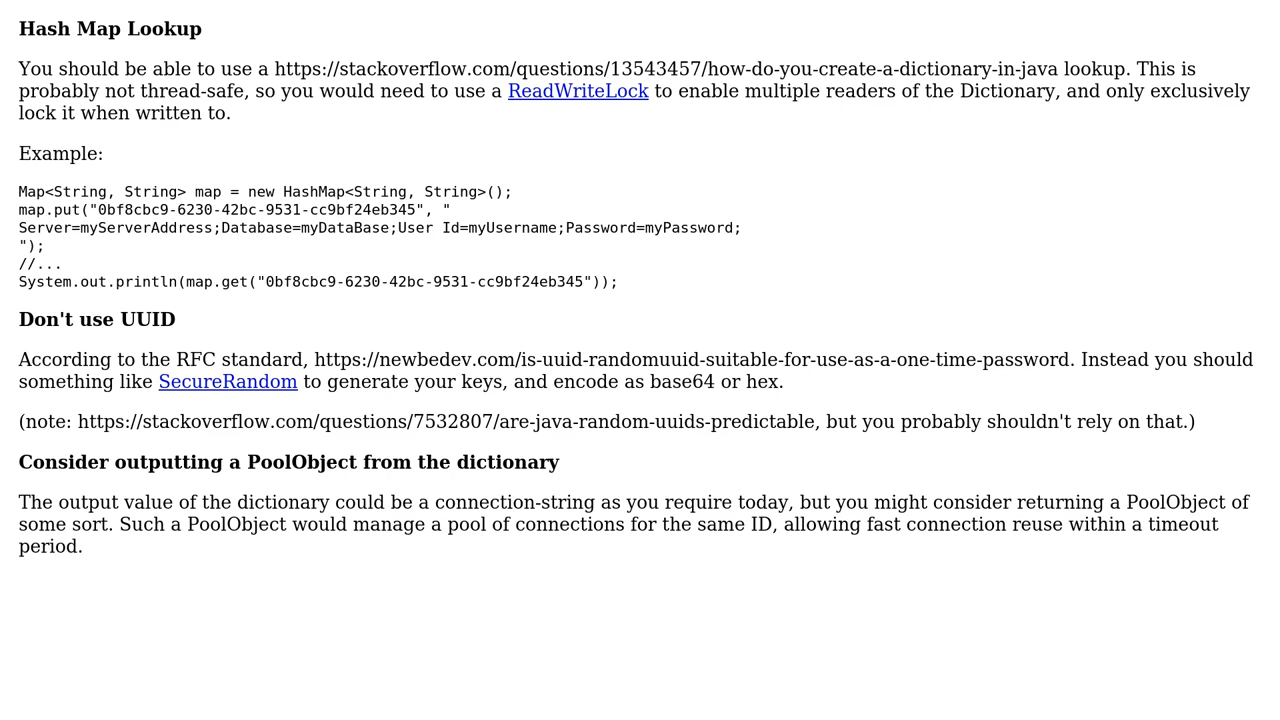 Hash Map Lookup
You should be able to use a https://stackoverflow.com/questions/13543457/how-do-you-create-a-dictionary-in-java lookup. This is
probably not thread-safe, so you would need to use a ReadWriteLock to enable multiple readers of the Dictionary, and only exclusively
lock it when written to.
Example:
Map<String, String> map = new HashMap<String, String>();
map.put("0bf8cbc9-6230-42bc-9531-cc9bf24eb345", "
Server=myServerAddress;Database=myDataBase;User Id=myUsername;Password=myPassword;
");
//...
System.out.println(map.get("0bf8cbc9-6230-42bc-9531-cc9bf24eb345"));
Don't use UUID
According to the RFC standard, https://newbedev.com/is-uuid-randomuuid-suitable-for-use-as-a-one-time-password. Instead you should
something like SecureRandom to generate your keys, and encode as base64 or hex.
(note: https://stackoverflow.com/questions/7532807/are-java-random-uuids-predictable, but you probably shouldn't rely on that.)
Consider outputting a PoolObject from the dictionary
The output value of the dictionary could be a connection-string as you require today, but you might consider returning a PoolObject of
some sort. Such a PoolObject would manage a pool of connections for the same ID, allowing fast connection reuse within a timeout
period.